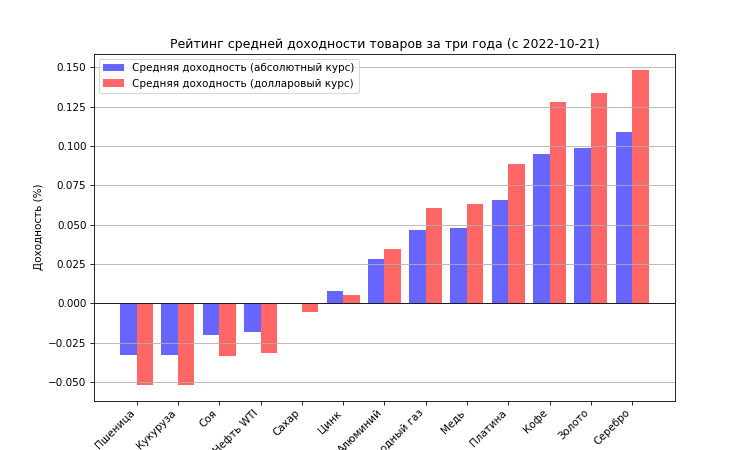 Рейтинг средней доходности товаров за три года (с 2022-10-21)
Средняя доходность (абсолютный курс)
Средняя доходность (долларовый курс)
Доходность (%)
0.150
0.125
0.100
0.075
0.050
0.025
0.000
−0.025
−0.050
Пшеница
Кукуруза
Соя
Нефть WTI
Сахар
Цинк
Алюминий
одный газ
Медь
Платина
Кофе
Золото
Серебро